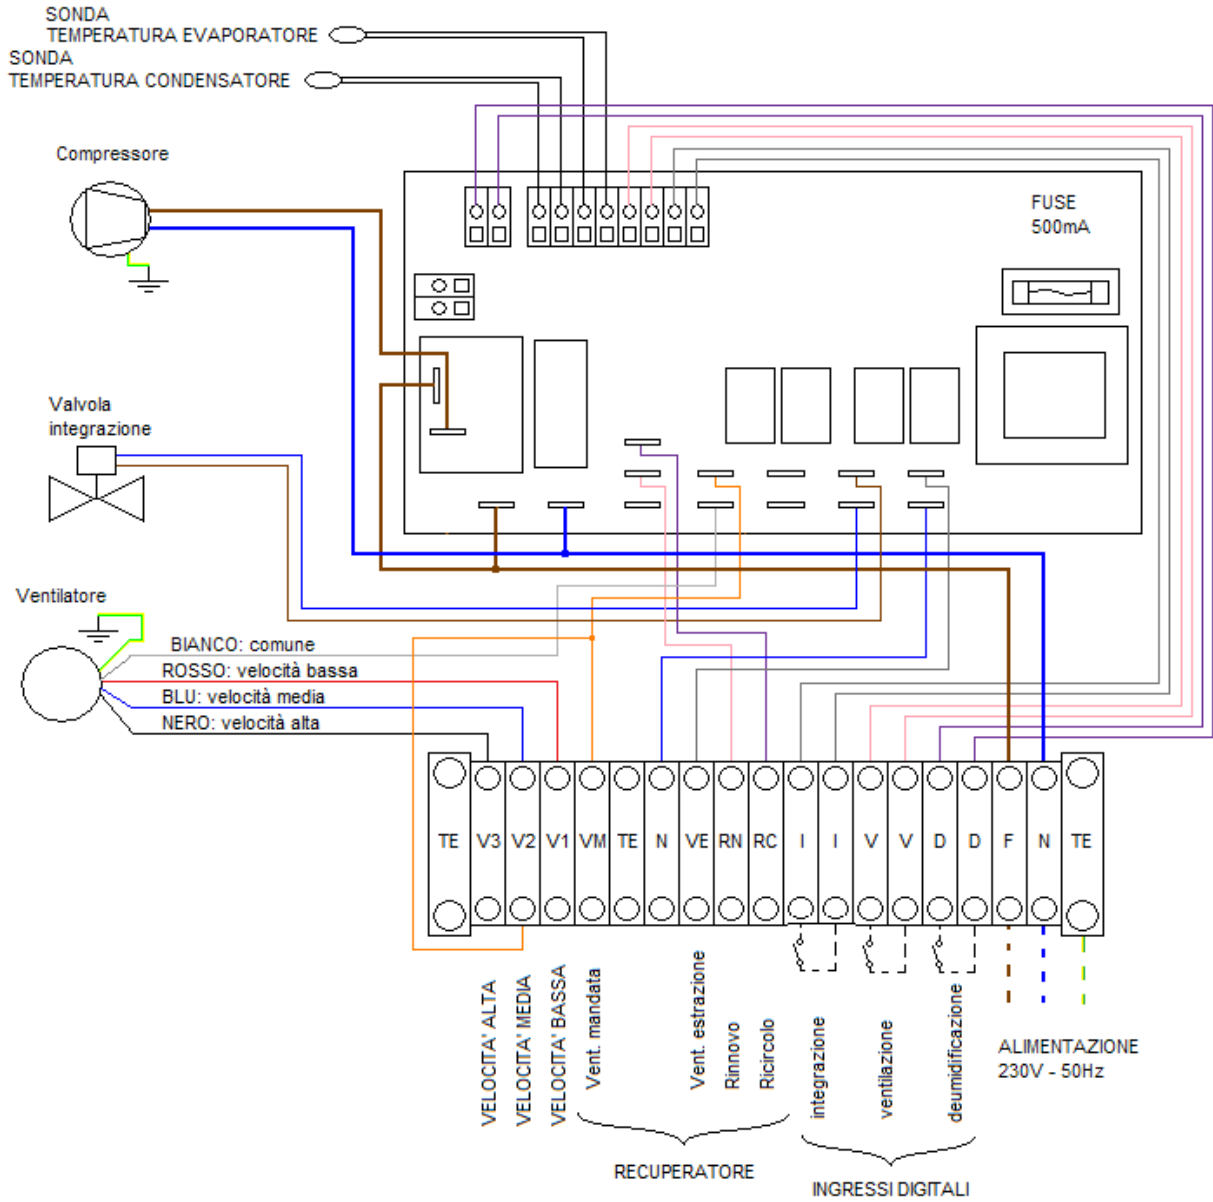 SONDA
TEMPERATURA EVAPORATORE
SONDA
TEMPERATURA CONDENSATORE
Compressore
FUSE
500mA
Valvola
integrazione
Ventilatore
BIANCO: comune
ROSSO: velocità bassa
BLU: velocità media
NERO: velocità alta
TE V3 V2 V1 VM TE N VE RN RC I I V V D D F N TE
VELOCITA' ALTA
VELOCITA' MEDIA
VELOCITA' BASSA
Vent. mandata
Vent. estrazione
Rinnovo
Ricircolo
integrazione
ventilazione
deumidificazione
ALIMENTAZIONE
230V - 50Hz
RECUPERATORE
INGRESSI DIGITALI